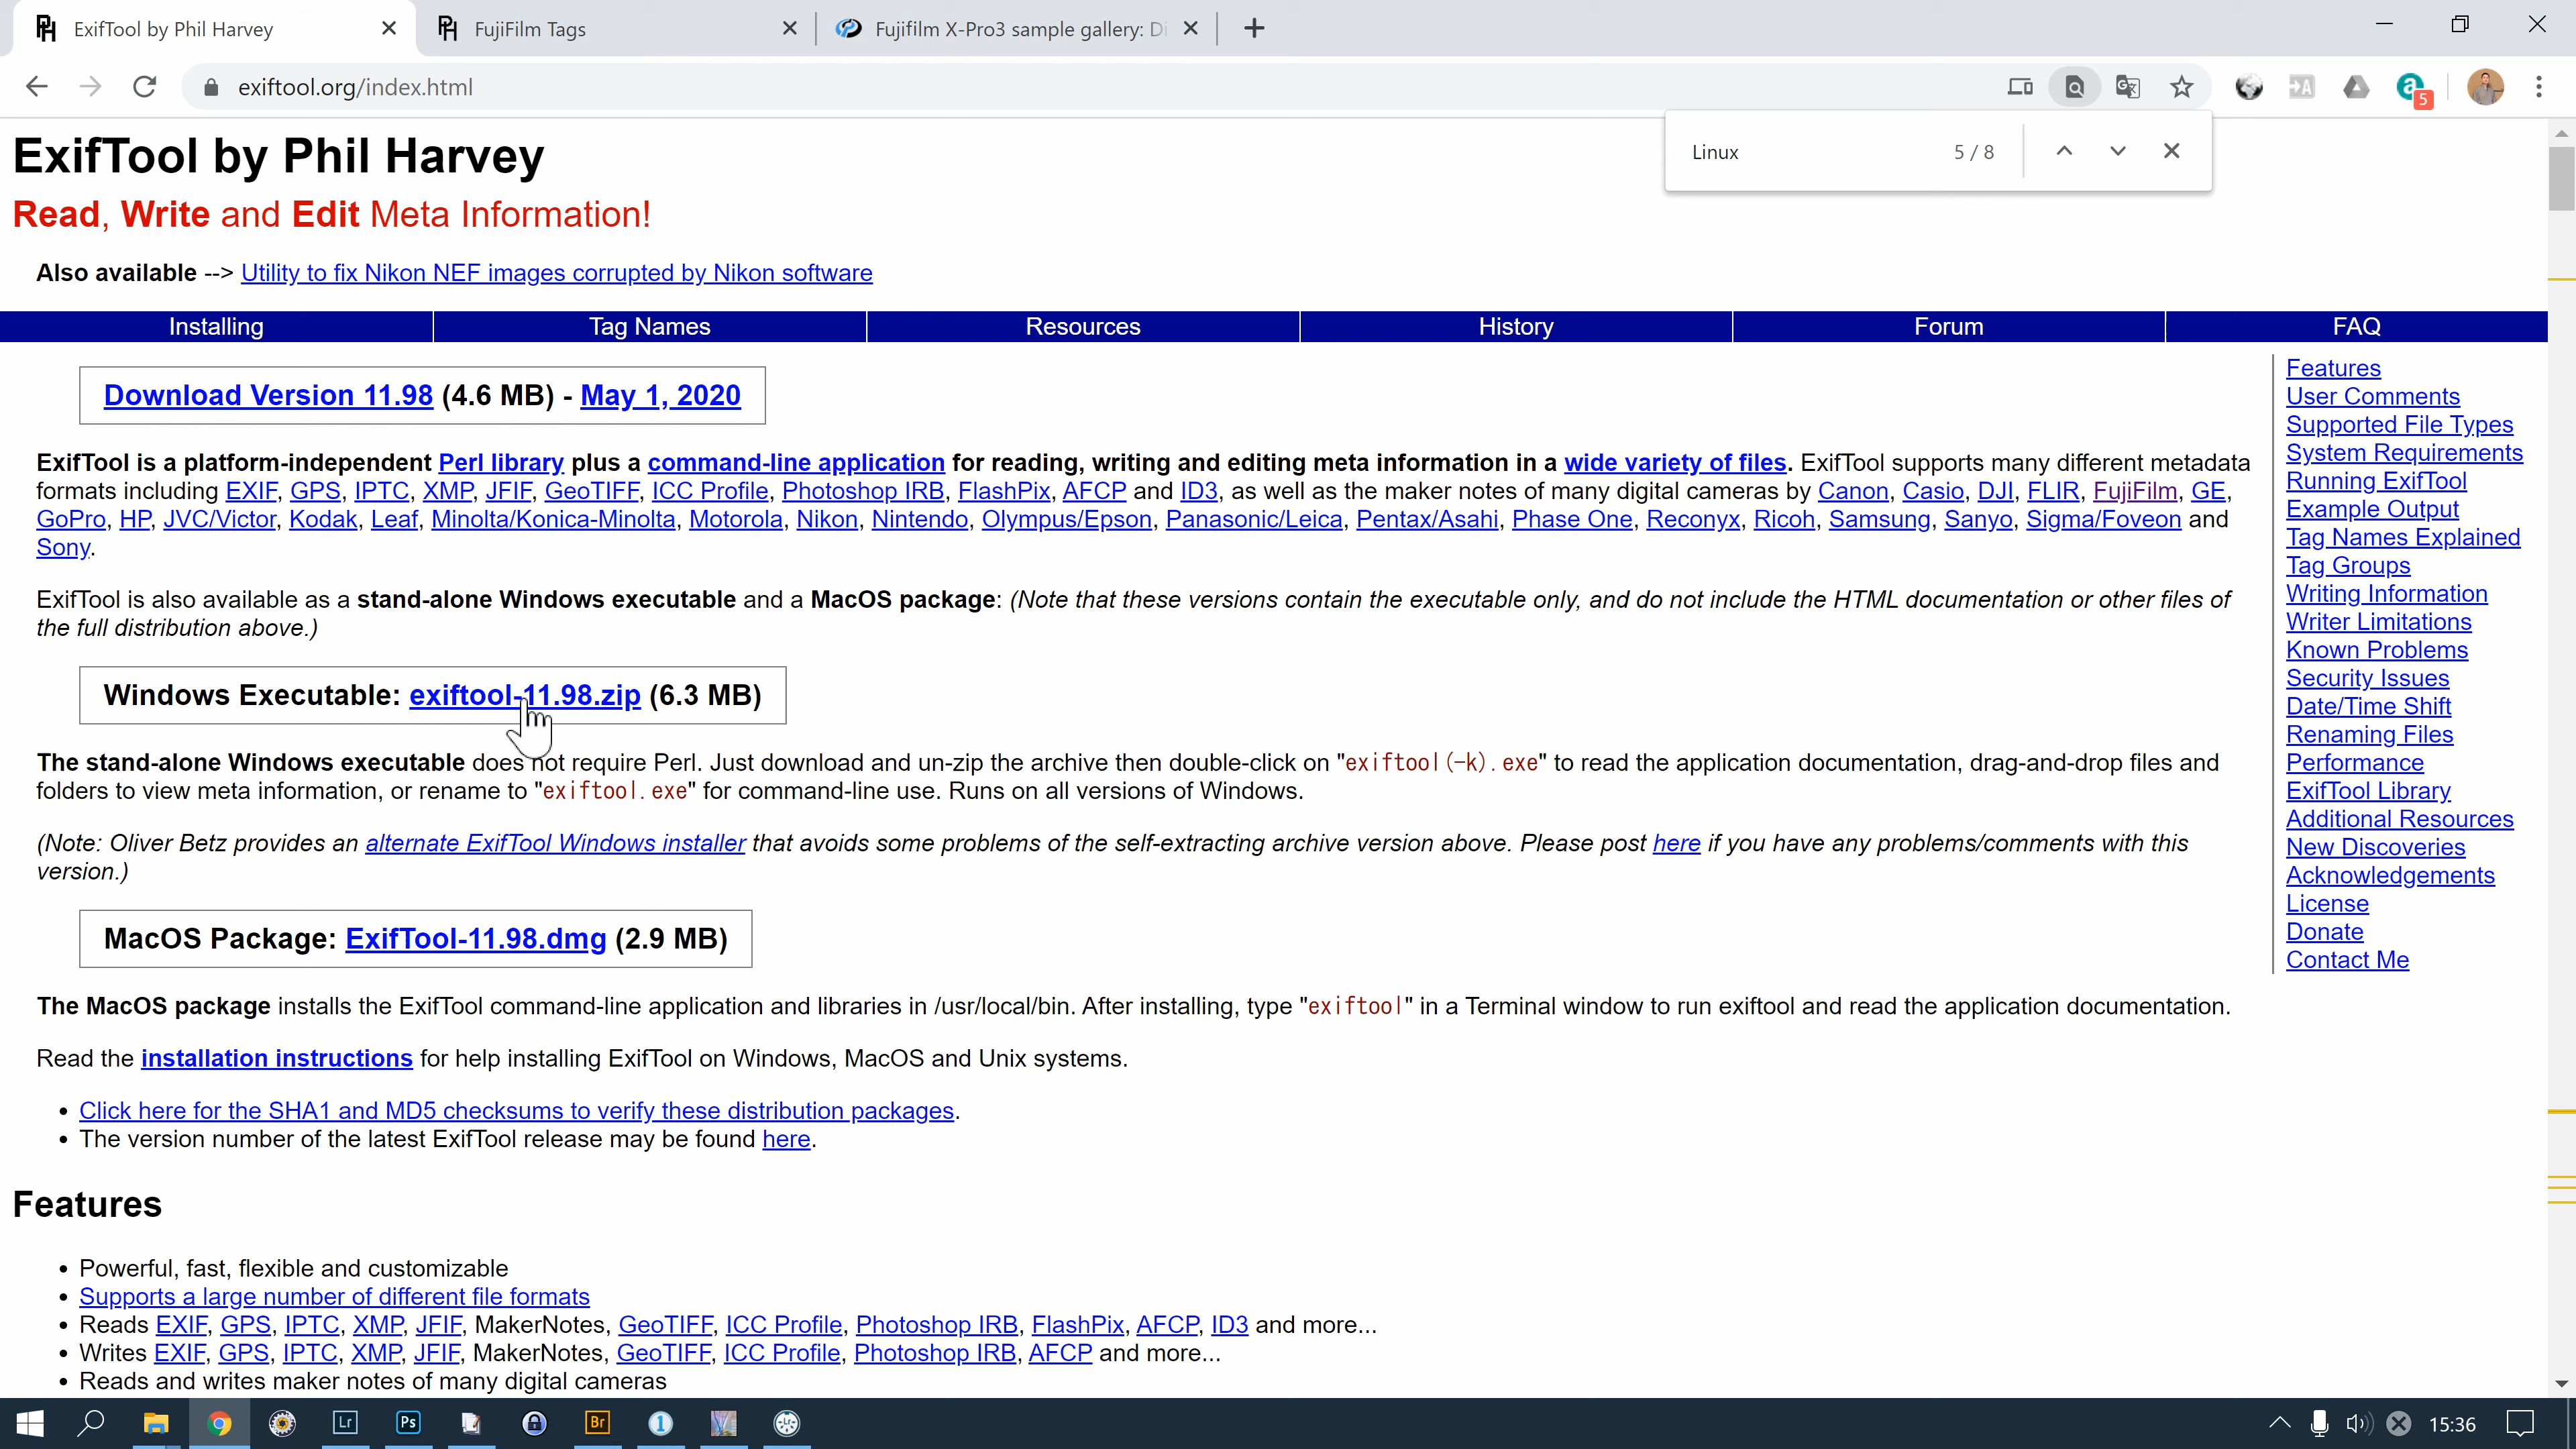 ExifTool by Phil Harvey
FujiFilm Tags
Fujifilm X-Pro3 sample gallery: Di
exiftool.org/index.html
5
Linux
5 / 8
ExifTool by Phil Harvey
Read, Write and Edit Meta Information!
Also available --> Utility to fix Nikon NEF images corrupted by Nikon software
Installing
Tag Names
Resources
History
Forum
FAQ
Download Version 11.98 (4.6 MB) - May 1, 2020
ExifTool is a platform-independent Perl library plus a command-line application for reading, writing and editing meta information in a wide variety of files. ExifTool supports many different metadata
formats including EXIF, GPS, IPTC, XMP, JFIF, GeoTIFF, ICC Profile, Photoshop IRB, FlashPix, AFCP and ID3, as well as the maker notes of many digital cameras by Canon, Casio, DJI, FLIR, FujiFilm, GE,
GoPro, HP, JVC/Victor, Kodak, Leaf, Minolta/Konica-Minolta, Motorola, Nikon, Nintendo, Olympus/Epson, Panasonic/Leica, Pentax/Asahi, Phase One, Reconyx, Ricoh, Samsung, Sanyo, Sigma/Foveon and
Sony.
ExifTool is also available as a stand-alone Windows executable and a MacOS package: (Note that these versions contain the executable only, and do not include the HTML documentation or other files of
the full distribution above.)
Windows Executable: exiftool-11.98.zip (6.3 MB)
The stand-alone Windows executable does not require Perl. Just download and un-zip the archive then double-click on "exiftool(-k).exe" to read the application documentation, drag-and-drop files and
folders to view meta information, or rename to "exiftool.exe" for command-line use. Runs on all versions of Windows.
(Note: Oliver Betz provides an alternate ExifTool Windows installer that avoids some problems of the self-extracting archive version above. Please post here if you have any problems/comments with this
version.)
MacOS Package: ExifTool-11.98.dmg (2.9 MB)
The MacOS package installs the ExifTool command-line application and libraries in /usr/local/bin. After installing, type "exiftool" in a Terminal window to run exiftool and read the application documentation.
Read the installation instructions for help installing ExifTool on Windows, MacOS and Unix systems.
• Click here for the SHA1 and MD5 checksums to verify these distribution packages.
• The version number of the latest ExifTool release may be found here.
Features
• Powerful, fast, flexible and customizable
• Supports a large number of different file formats
• Reads EXIF, GPS, IPTC, XMP, JFIF, MakerNotes, GeoTIFF, ICC Profile, Photoshop IRB, FlashPix, AFCP, ID3 and more...
• Writes EXIF, GPS, IPTC, XMP, JFIF, MakerNotes, GeoTIFF, ICC Profile, Photoshop IRB, AFCP and more...
• Reads and writes maker notes of many digital cameras
Features
User Comments
Supported File Types
System Requirements
Running ExifTool
Example Output
Tag Names Explained
Tag Groups
Writing Information
Writer Limitations
Known Problems
Security Issues
Date/Time Shift
Renaming Files
Performance
ExifTool Library
Additional Resources
New Discoveries
Acknowledgements
License
Donate
Contact Me
Lr
Ps
Br
1
15:36